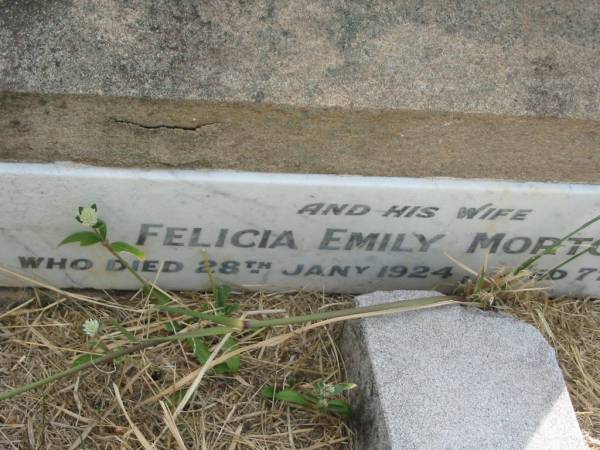 AND HIS WIFE
FELICIA EMILY
WHO DIED 28TH JANY 1924